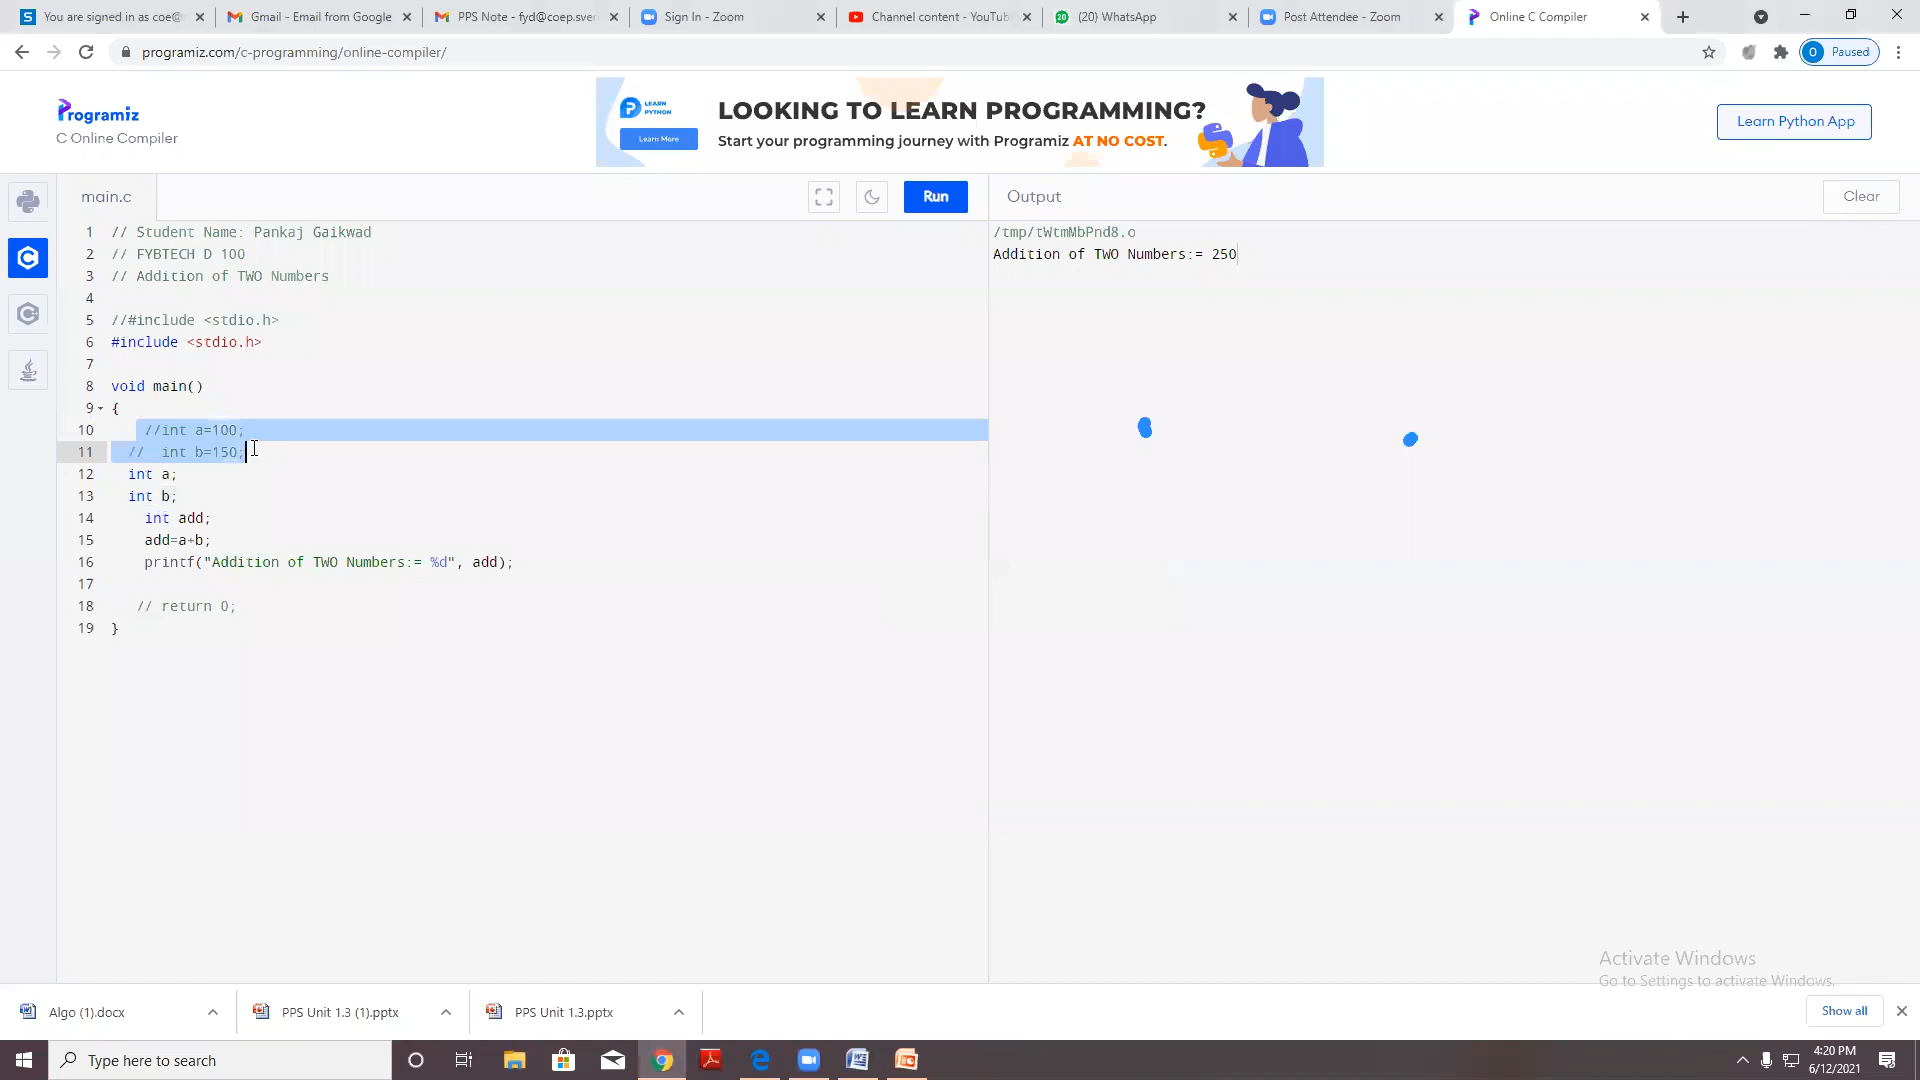 You are signed in as coe@
Gmail - Email from Google
PPS Note - fyd@coep.sver
Sign In - Zoom
Channel content - YouTub
(20) WhatsApp
Post Attendee - Zoom
Online C Compiler
programiz.com/c-programming/online-compiler/
Paused
Programiz
C Online Compiler
LEARN
PYTHON
Learn More
LOOKING TO LEARN PROGRAMMING?
Start your programming journey with Programiz AT NO COST.
Learn Python App
main.c
Run
Output
Clear
1 // Student Name: Pankaj Gaikwad
2 // FYBTECH D 100
3 // Addition of TWO Numbers
4
5 //#include <stdio.h>
6 #include <stdio.h>
7
8 void main()
9 {
10 //int a=100;
11 // int b=150;
12 int a;
13 int b;
14 int add;
15 add=a+b;
16 printf("Addition of TWO Numbers:= %d", add);
17
18 // return 0;
19 }
/tmp/tWtmMbPnd8.o
Addition of TWO Numbers:= 250
Activate Windows
Go to Settings to activate Windows.
Algo (1).docx
PPS Unit 1.3 (1).pptx
PPS Unit 1.3.pptx
Show all
Type here to search
4:20 PM
6/12/2021